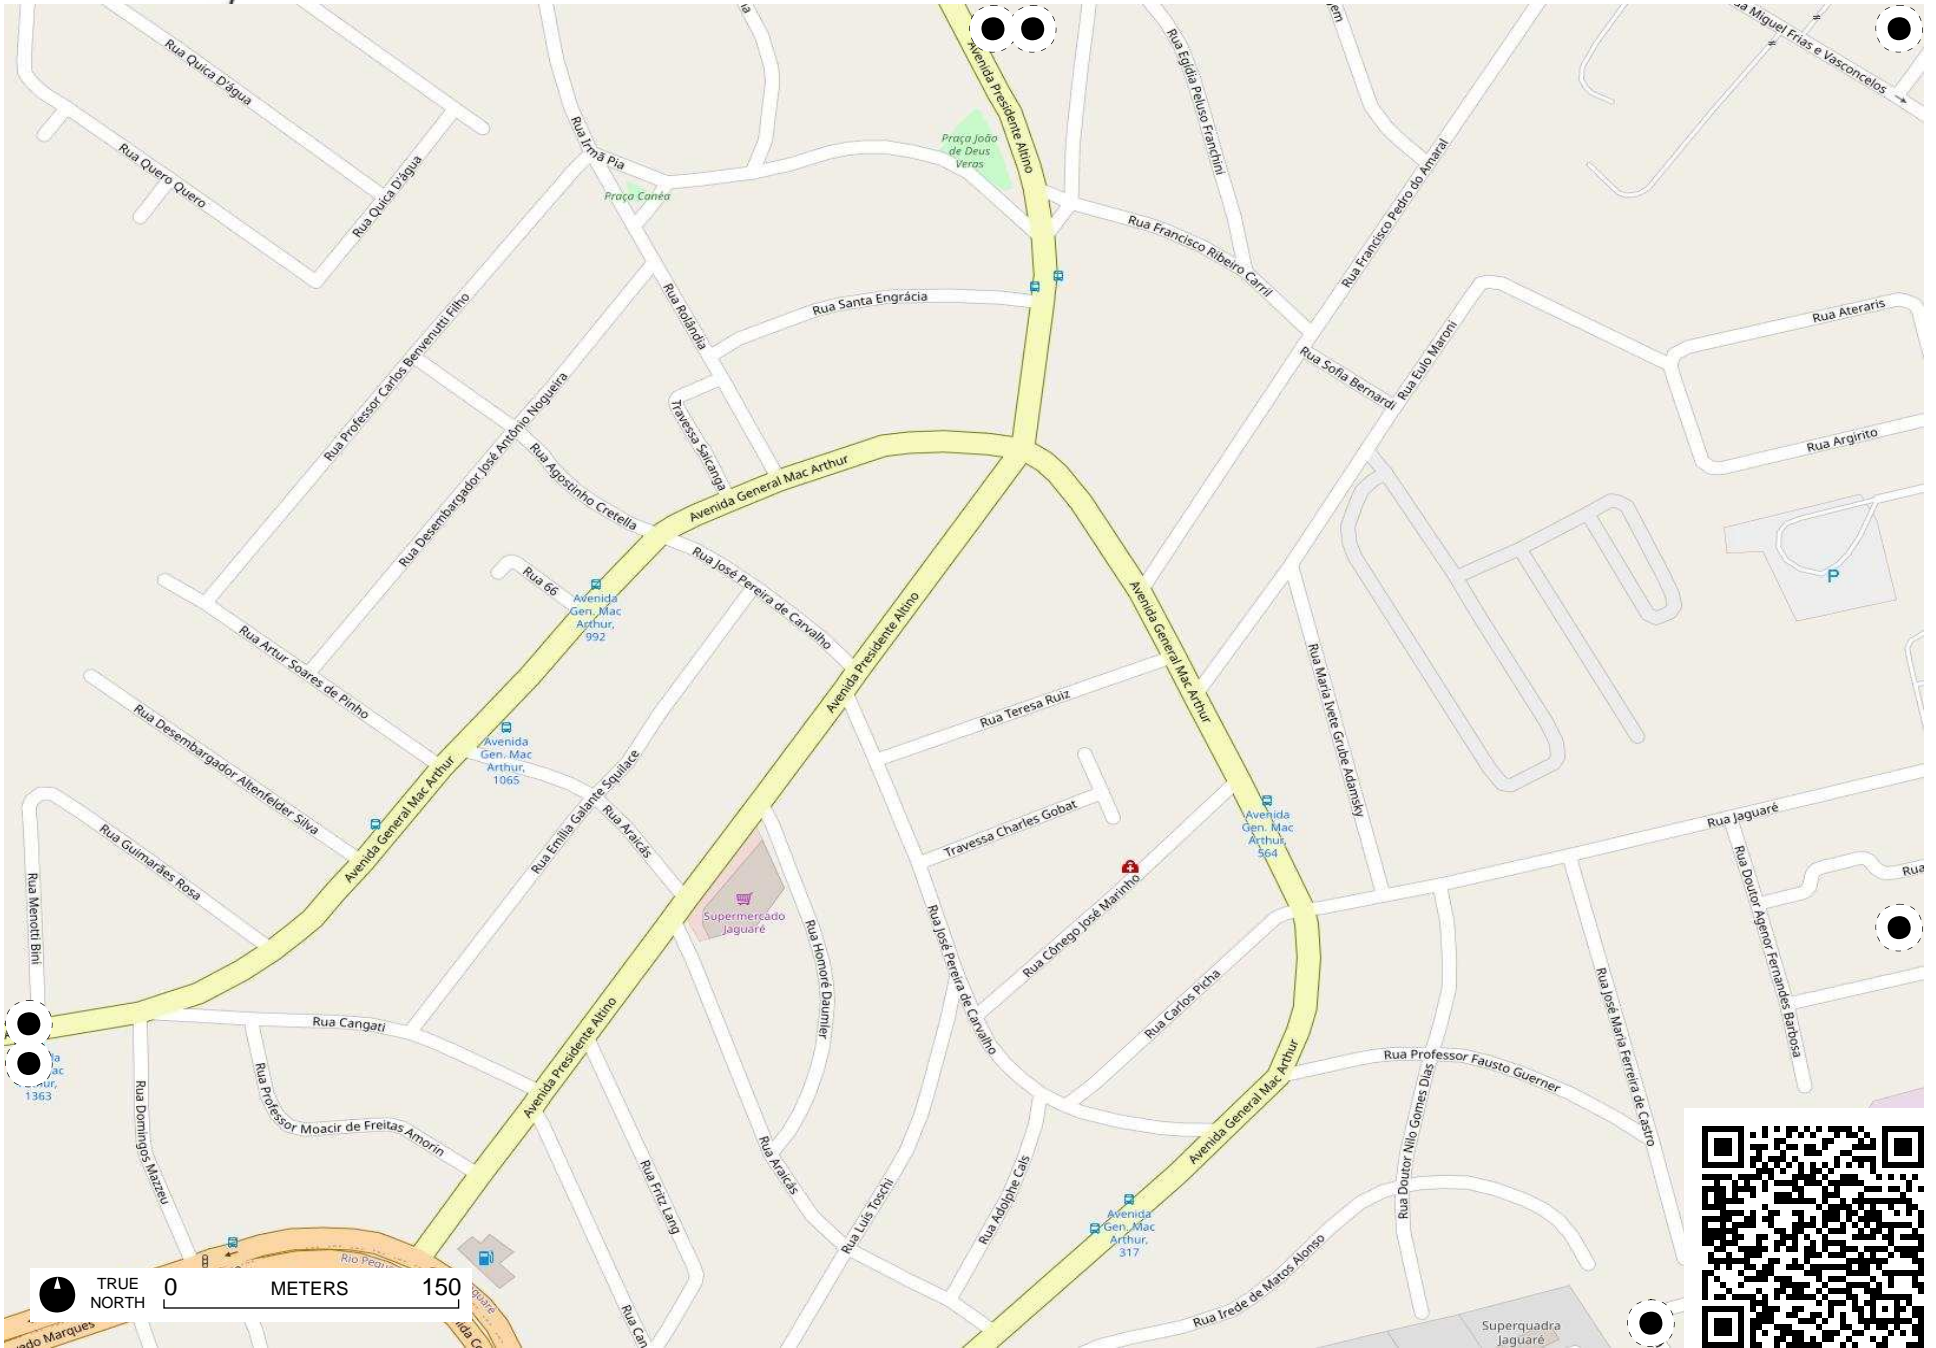 Rua Miguel Frias e Vasconcelos
Rua Quica D'água
Avenida Presidente Altino
Rua Egídia Peluso Franchini
Rua Irmã Pia
Praça João
de Deus
Veras
Rua Quero Quero
Rua Quica D'água
Praça Canéa
Rua Francisco Pedro do Amaral
Rua Francisco Ribeiro Carril
Rua Santa Engrácia
Rua Rolândia
Rua Ateraris
Rua Professor Carlos Benvenutti Filho
Rua Sofia Bernardi
Rua Eulo Maroni
Rua Desembargador José Antônio Nogueira
Travessa Saicanga
Rua Argirito
Rua Agostinho Cretella
Avenida General Mac Arthur
Rua José Pereira de Carvalho
Rua 66
Avenida
Gen. Mac
Arthur,
992
P
Avenida Presidente Altino
Avenida General Mac Arthur
Rua Artur Soares de Pinho
Rua Maria Ivete Grube Adamsky
Rua Teresa Ruiz
Rua Desembargador Altenfelder Silva
Avenida
Gen. Mac
Arthur,
1065
Avenida General Mac Arthur
Rua Emília Galante Squilace
Rua Araicás
Travessa Charles Gobat
Avenida
Gen. Mac
Arthur,
564
Rua Jaguaré
Rua Guimarães Rosa
Rua Menotti Bini
Supermercado
Jaguaré
Rua Homoré Daumler
Rua José Pereira de Carvalho
Rua Cônego José Marinho
Rua Doutor Agenor Fernandes Barbosa
Rua
Rua Carlos Picha
Rua José Maria Ferreira de Castro
Rua Cangati
Avenida Presidente Altino
1363
Rua Domingos Mazzeu
Rua Professor Moacir de Freitas Amorin
Avenida General Mac Arthur
Rua Professor Fausto Guerner
Rua Doutor Nilo Gomes Dias
Rua Fritz Lang
Rua Araicás
Rua Luis Toschi
Rua Adolphe Cals
Avenida
Gen. Mac
Arthur,
317
Rua Irede de Matos Alonso
TRUE
NORTH
0 METERS 150
Superquadra
Jaguaré